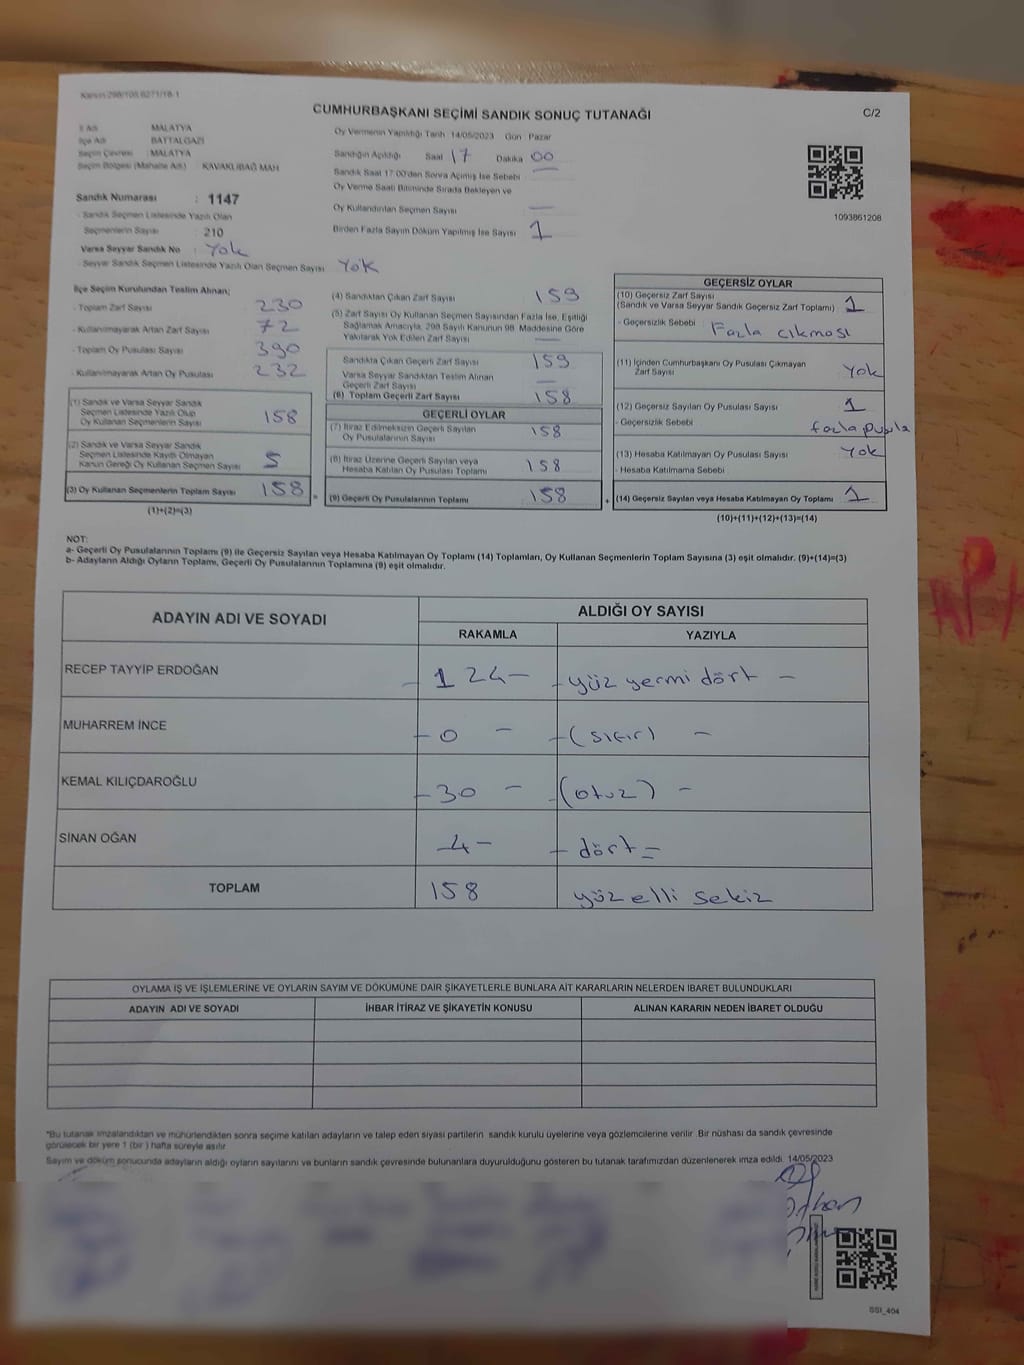 Kanun:298/105,6271/16-1
CUMHURBAŞKANI SEÇİMİ SANDIK SONUÇ TUTANAĞI
C/2
İl Adı MALATYA
İlçe Adı BATTALGAZİ
Seçim Çevresi : MALATYA
Seçim Bölgesi (Mahalle Adı) KAVAKLIBAĞ MAH
Sandık Numarası : 1147
- Sandık Seçmen Listesinde Yazılı Olan
Seçmenlerin Sayısı : 210
Varsa Seyyar Sandık No : Yok
- Seyyar Sandık Seçmen Listesinde Yazılı Olan Seçmen Sayısı Yok
Oy Vermenin Yapıldığı Tarih 14/05/2023 Gün Pazar
Sandığın Açıldığı Saat 17 Dakika 00
Sandık Saat 17:00'den Sonra Açılmış İse Sebebi —
Oy Verme Saati Bitiminde Sırada Bekleyen ve
Oy Kullandırılan Seçmen Sayısı —
Birden Fazla Sayım Döküm Yapılmış İse Sayısı 1
1093861208
İlçe Seçim Kurulundan Teslim Alınan;
- Toplam Zarf Sayısı 230
- Kullanılmayarak Artan Zarf Sayısı 72
- Toplam Oy Pusulası Sayısı 390
- Kullanılmayarak Artan Oy Pusulası 232
(1) Sandık ve Varsa Seyyar Sandık
Seçmen Listesinde Yazılı Olup
Oy Kullanan Seçmenlerin Sayısı 158
(2) Sandık ve Varsa Seyyar Sandık
Seçmen Listesinde Kayıtlı Olmayan
Kanun Gereği Oy Kullanan Seçmen Sayısı 5
(3) Oy Kullanan Seçmenlerin Toplam Sayısı 158 =
(1)+(2)=(3)
(4) Sandıktan Çıkan Zarf Sayısı 159
(5) Zarf Sayısı Oy Kullanan Seçmen Sayısından Fazla İse, Eşitliği
Sağlamak Amacıyla, 298 Sayılı Kanunun 98. Maddesine Göre
Yakılarak Yok Edilen Zarf Sayısı —
Sandıkta Çıkan Geçerli Zarf Sayısı 159
Varsa Seyyar Sandıktan Teslim Alınan
Geçerli Zarf Sayısı —
(6) Toplam Geçerli Zarf Sayısı 158
GEÇERLİ OYLAR
(7) İtiraz Edilmeksizin Geçerli Sayılan
Oy Pusulalarının Sayısı 158
(8) İtiraz Üzerine Geçerli Sayılan veya
Hesaba Katılan Oy Pusulası Toplamı 158
(9) Geçerli Oy Pusulalarının Toplamı 158 +
GEÇERSİZ OYLAR
(10) Geçersiz Zarf Sayısı
(Sandık ve Varsa Seyyar Sandık Geçersiz Zarf Toplamı) 1
- Geçersizlik Sebebi Fazla çıkması
(11) İçinden Cumhurbaşkanı Oy Pusulası Çıkmayan
Zarf Sayısı Yok
(12) Geçersiz Sayılan Oy Pusulası Sayısı 1
- Geçersizlik Sebebi fazla pusula
(13) Hesaba Katılmayan Oy Pusulası Sayısı Yok
- Hesaba Katılmama Sebebi
(14) Geçersiz Sayılan veya Hesaba Katılmayan Oy Toplamı 1
(10)+(11)+(12)+(13)=(14)
NOT:
a- Geçerli Oy Pusulalarının Toplamı (9) ile Geçersiz Sayılan veya Hesaba Katılmayan Oy Toplamı (14) Toplamları, Oy Kullanan Seçmenlerin Toplam Sayısına (3) eşit olmalıdır. (9)+(14)=(3)
b- Adayların Aldığı Oyların Toplamı, Geçerli Oy Pusulalarının Toplamına (9) eşit olmalıdır.
ADAYIN ADI VE SOYADI ALDIĞI OY SAYISI
RAKAMLA YAZIYLA
RECEP TAYYİP ERDOĞAN - 124 - - yüz yermi dört -
MUHARREM İNCE - 0 - - (sıfır) -
KEMAL KILIÇDAROĞLU - 30 - - (otuz) -
SİNAN OĞAN - 4 - - dört =
TOPLAM 158 yüz elli sekiz
OYLAMA İŞ VE İŞLEMLERİNE VE OYLARIN SAYIM VE DÖKÜMÜNE DAİR ŞİKAYETLERLE BUNLARA AİT KARARLARIN NELERDEN İBARET BULUNDUKLARI
ADAYIN ADI VE SOYADI İHBAR İTİRAZ VE ŞİKAYETİN KONUSU ALINAN KARARIN NEDEN İBARET OLDUĞU
*Bu tutanak imzalandıktan ve mühürlendikten sonra seçime katılan adayların ve talep eden siyasi partilerin sandık kurulu üyelerine veya gözlemcilerine verilir. Bir nüshası da sandık çevresinde
görülecek bir yere 1 (bir) hafta süreyle asılır.
Sayım ve döküm sonucunda adayların aldığı oyların sayılarını ve bunların sandık çevresinde bulunanlara duyurulduğunu gösteren bu tutanak tarafımızdan düzenlenerek imza edildi. 14/05/2023
SSI_404